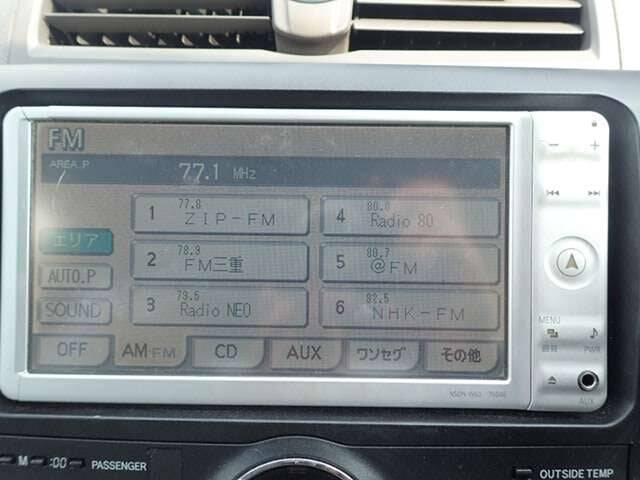 FM
AREA.P
77.1 MHz
1 77.8 ZIP-FM
4 80.0 Radio 80
エリア
2 78.9 FM三重
5 80.7 @FM
AUTO.P
3 79.5 Radio NEO
6 82.5 NHK-FM
SOUND
OFF
AM・FM
CD
AUX
ワンセグ
その他
MENU
画面
PWR
AUX
M
:00
PASSENGER
OUTSIDE TEMP